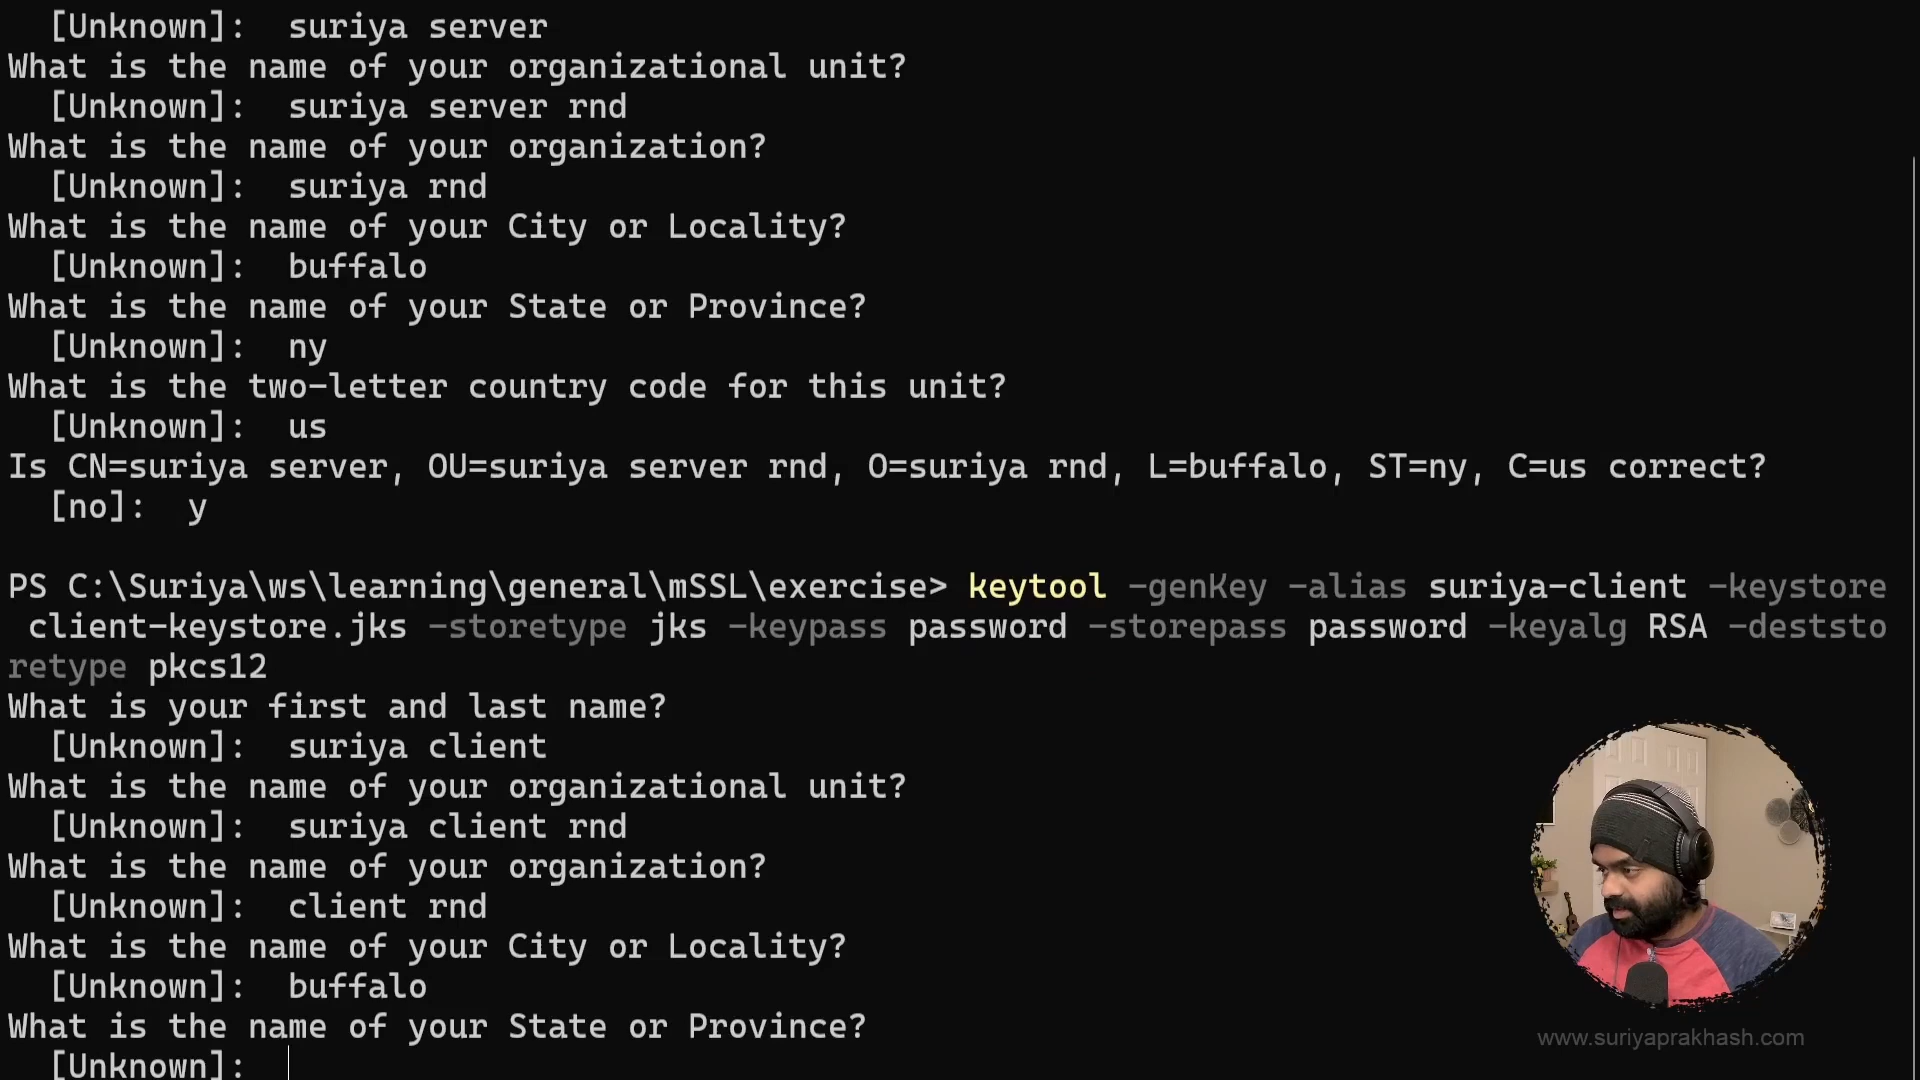 [Unknown]:  suriya server
What is the name of your organizational unit?
[Unknown]:  suriya server rnd
What is the name of your organization?
[Unknown]:  suriya rnd
What is the name of your City or Locality?
[Unknown]:  buffalo
What is the name of your State or Province?
[Unknown]:  ny
What is the two-letter country code for this unit?
[Unknown]:  us
Is CN=suriya server, OU=suriya server rnd, O=suriya rnd, L=buffalo, ST=ny, C=us correct?
[no]:  y
PS C:\Suriya\ws\learning\general\mSSL\exercise> keytool -genKey -alias suriya-client -keystore
client-keystore.jks -storetype jks -keypass password -storepass password -keyalg RSA -deststo
retype pkcs12
What is your first and last name?
[Unknown]:  suriya client
What is the name of your organizational unit?
[Unknown]:  suriya client rnd
What is the name of your organization?
[Unknown]:  client rnd
What is the name of your City or Locality?
[Unknown]:  buffalo
What is the name of your State or Province?
[Unknown]:
www.suriyaprakhash.com